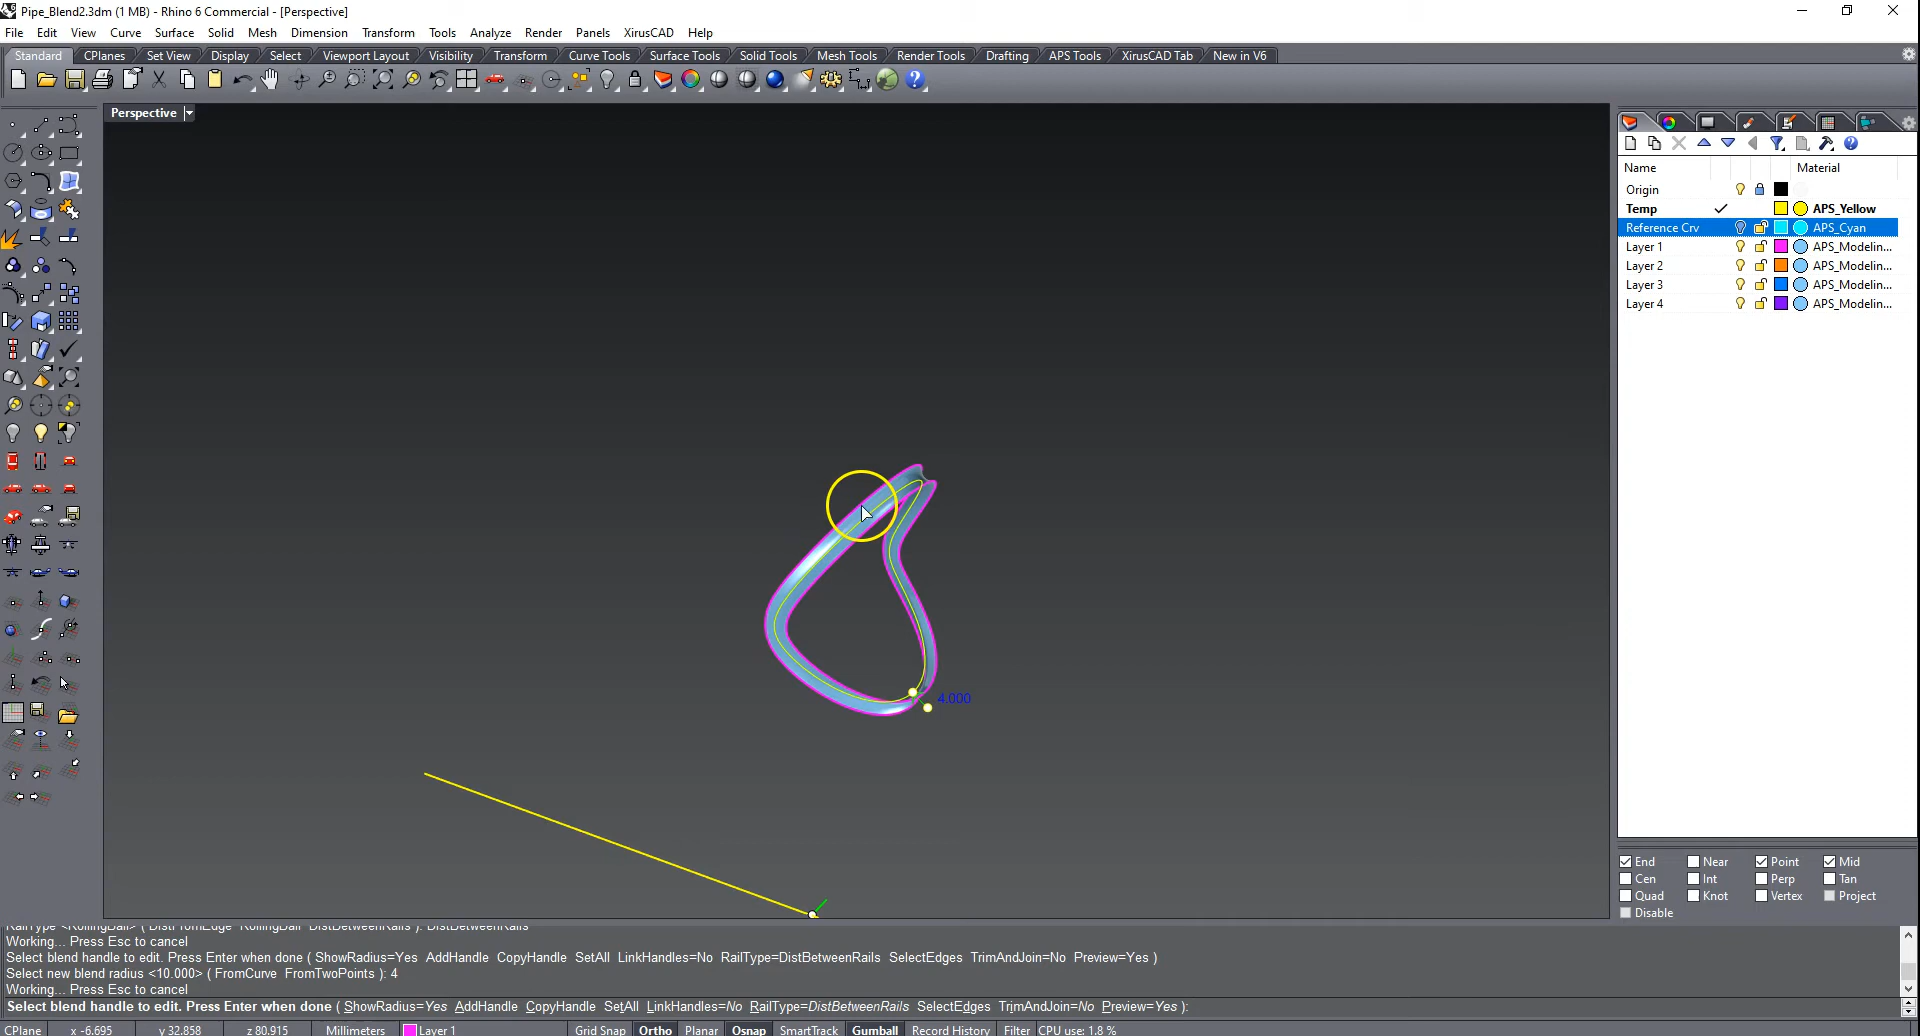 Pipe_Blend2.3dm (1 MB) - Rhino 6 Commercial - [Perspective]
File Edit View Curve Surface Solid Mesh Dimension Transform Tools Analyze Render Panels XirusCAD Help
Standard CPlanes Set View Display Select Viewport Layout Visibility Transform Curve Tools Surface Tools Solid Tools Mesh Tools Render Tools Drafting APS Tools XirusCAD Tab New in V6
Perspective
Name Material
Origin
Temp APS_Yellow
Reference Crv APS_Cyan
Layer 1 APS_Modelin...
Layer 2 APS_Modelin...
Layer 3 APS_Modelin...
Layer 4 APS_Modelin...
4.000
End Near Point Mid
Cen Int Perp Tan
Quad Knot Vertex Project
Disable
RailType <RollingBall> ( DistFromEdge RollingBall DistBetweenRails ): DistBetweenRails
Working... Press Esc to cancel
Select blend handle to edit. Press Enter when done ( ShowRadius=Yes AddHandle CopyHandle SetAll LinkHandles=No RailType=DistBetweenRails SelectEdges TrimAndJoin=No Preview=Yes )
Select new blend radius <10.000> ( FromCurve FromTwoPoints ): 4
Working... Press Esc to cancel
Select blend handle to edit. Press Enter when done ( ShowRadius=Yes AddHandle CopyHandle SetAll LinkHandles=No RailType=DistBetweenRails SelectEdges TrimAndJoin=No Preview=Yes ):
CPlane x -6.695 y 32.858 z 80.915 Millimeters Layer 1 Grid Snap Ortho Planar Osnap SmartTrack Gumball Record History Filter CPU use: 1.8 %